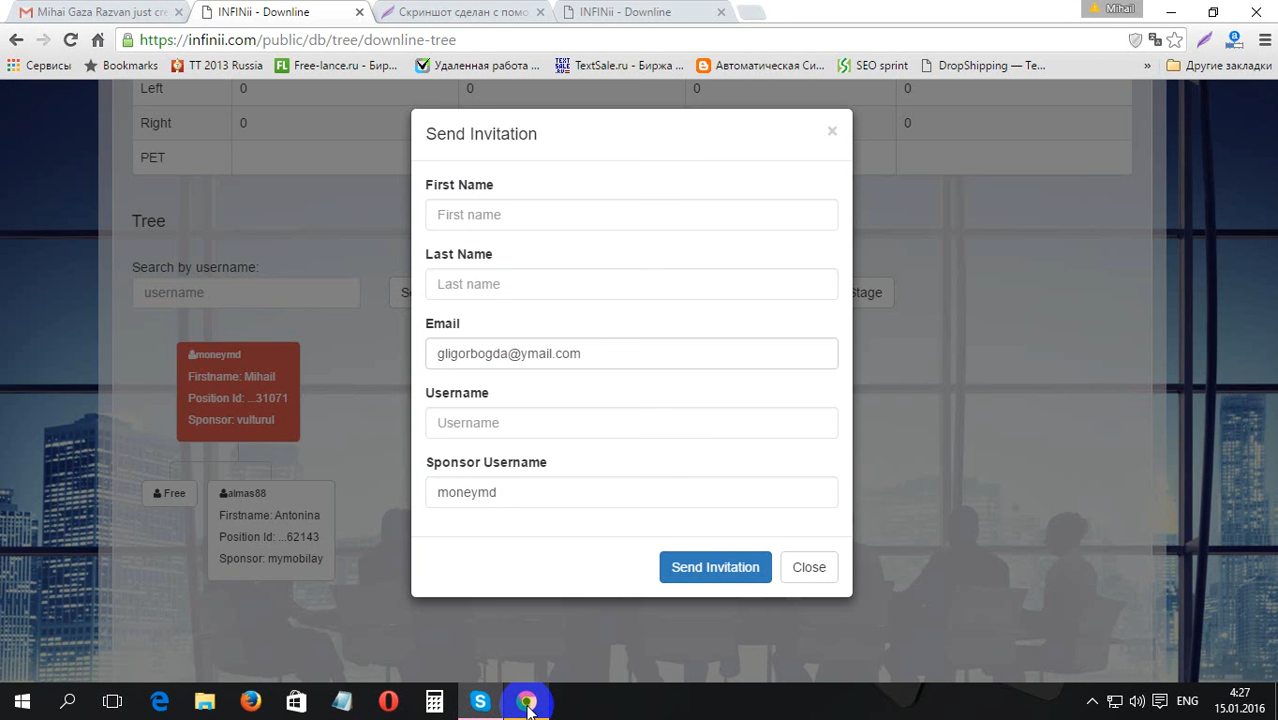 Mihai Gaza Razvan just cre
INFINii - Downline
Скриншот сделан с помо
INFINii - Downline
Mihail
https://infinii.com/public/db/tree/downline-tree
Сервисы
Bookmarks
TT 2013 Russia
Free-lance.ru - Бир...
Удаленная работа ...
TextSale.ru - Биржа ...
Автоматическая Си...
SEO sprint
DropShipping — Te...
»
Другие закладки
Left 0 0 0 0
Right 0 0
PET
Send Invitation ×
First Name
First name
Last Name
Last name
Email
gligorbogda@ymail.com
Username
Username
Sponsor Username
moneymd
Send Invitation
Close
Tree
Search by username:
username
Stage
moneymd
Firstname: Mihail
Position Id: ...31071
Sponsor: vulturul
Free
almas88
Firstname: Antonina
Position Id: ...62143
Sponsor: mymobilay
ENG
4:27
15.01.2016